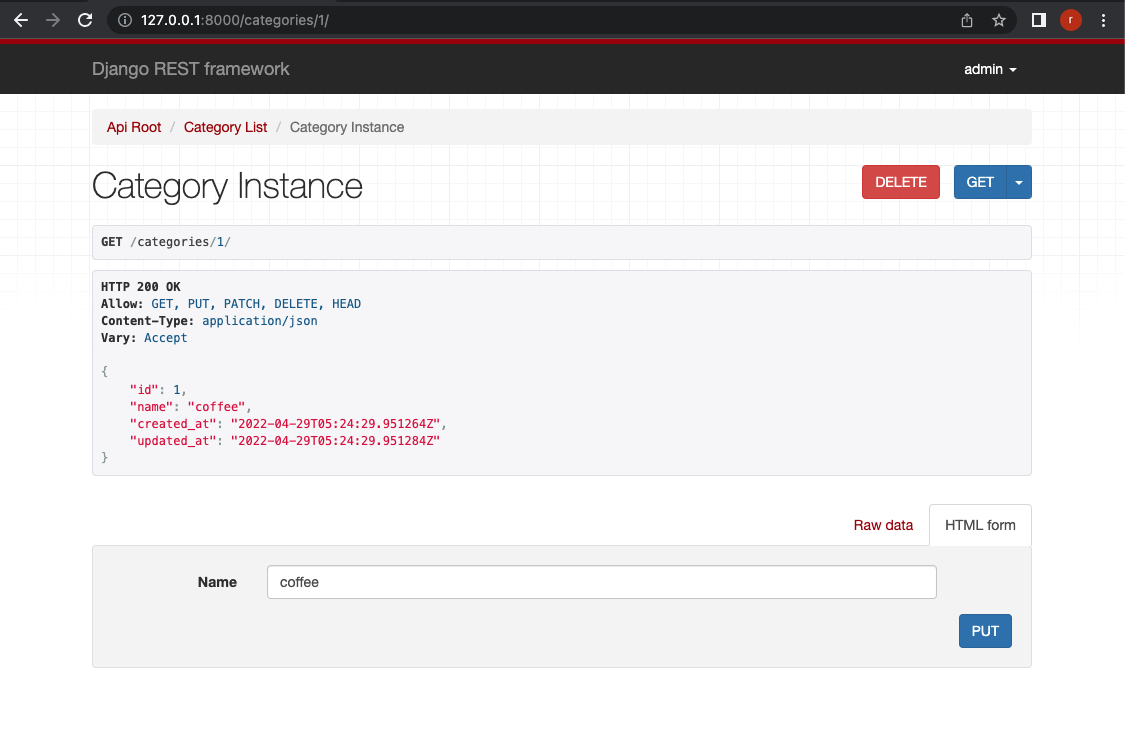 127.0.0.1:8000/categories/1/
r
Django REST framework
admin
Api Root / Category List / Category Instance
Category Instance
DELETE
GET
GET /categories/1/
HTTP 200 OK
Allow: GET, PUT, PATCH, DELETE, HEAD
Content-Type: application/json
Vary: Accept
{
    "id": 1,
    "name": "coffee",
    "created_at": "2022-04-29T05:24:29.951264Z",
    "updated_at": "2022-04-29T05:24:29.951284Z"
}
Raw data
HTML form
Name
coffee
PUT